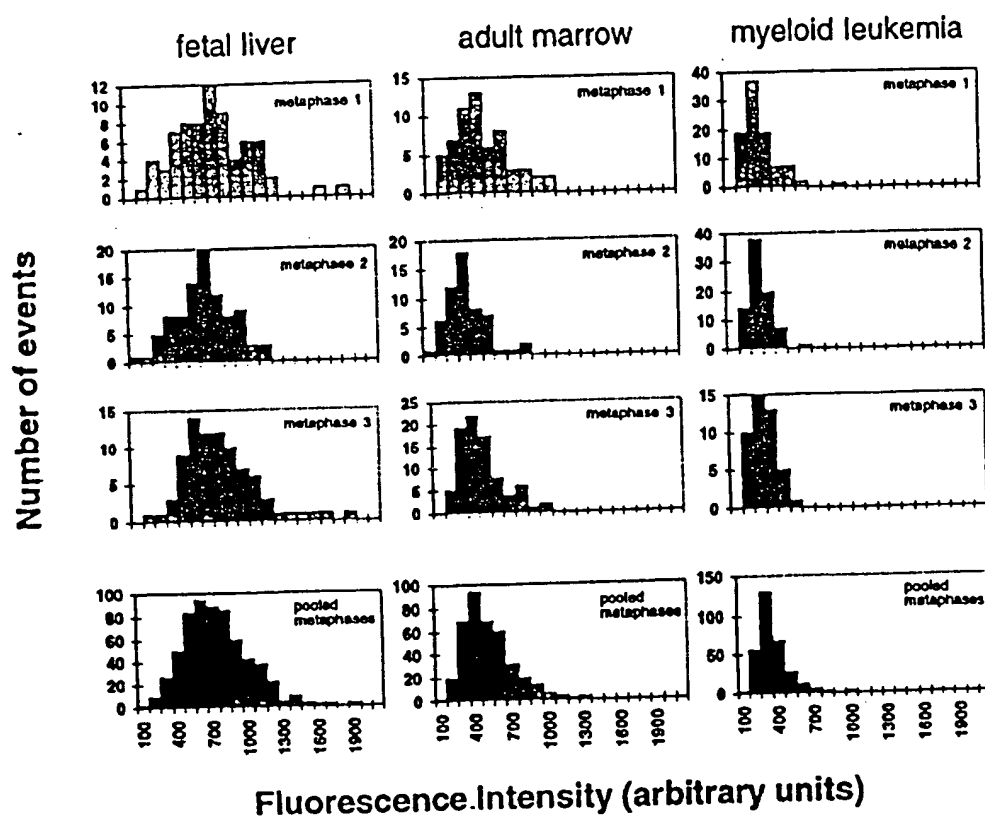 fetal liver
adult marrow
myeloid leukemia
Number of events
12
10
8
6
4
2
0
metaphase 1
15
10
5
0
metaphase 1
40
30
20
10
0
metaphase 1
20
15
10
5
0
metaphase 2
20
15
10
5
0
metaphase 2
40
30
20
10
0
metaphase 2
15
10
5
0
metaphase 3
25
20
15
10
5
0
metaphase 3
15
10
5
0
metaphase 3
100
80
60
40
20
0
pooled
metaphases
100
80
60
40
20
0
pooled
metaphases
150
100
50
0
pooled
metaphases
100 400 700 1000 1300 1600 1900
100 400 700 1000 1300 1600 1900
100 400 700 1000 1300 1600 1900
Fluorescence.Intensity (arbitrary units)